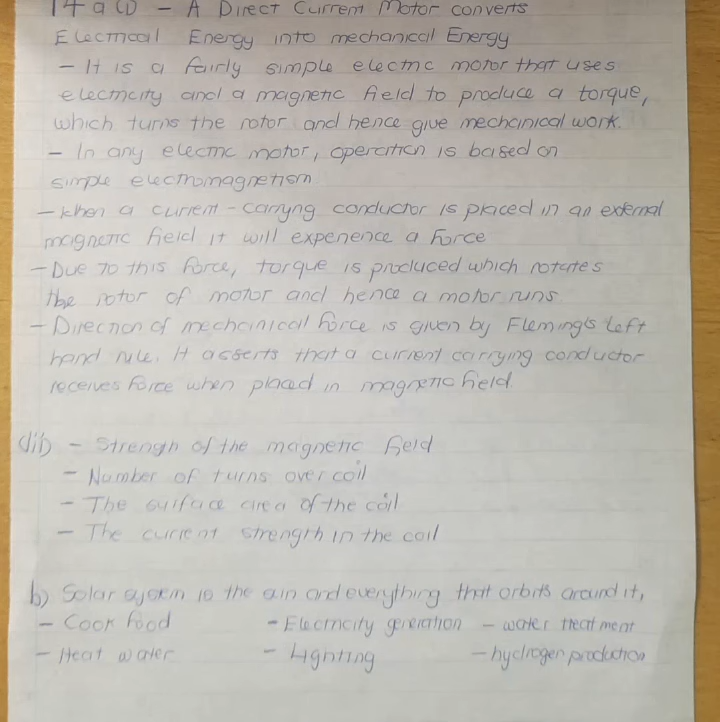 14 a (i) - A Direct Current Motor converts
Electrical Energy into mechanical Energy
- It is a fairly simple electric motor that uses
electricity and a magnetic field to produce a torque,
which turns the rotor and hence give mechanical work.
- In any electric motor, operation is based on
simple electromagnetism
- When a current - carryng conductor is placed in an external
magnetic field it will experience a force
- Due to this force, torque is produced which rotates
the rotor of motor and hence a motor runs.
- Direction of mechanical force is given by Fleming's Left
hand rule. It asserts that a current carrying conductor
receives force when placed in magnetic field.
(ii) - Strength of the magnetic field
- Number of turns over coil
- The surface area of the coil
- The current strength in the coil
b) Solar system is the sun and everything that orbits around it,
- Cook food - Electricity generation - water treatment
- Heat water - Lighting - hydrogen production